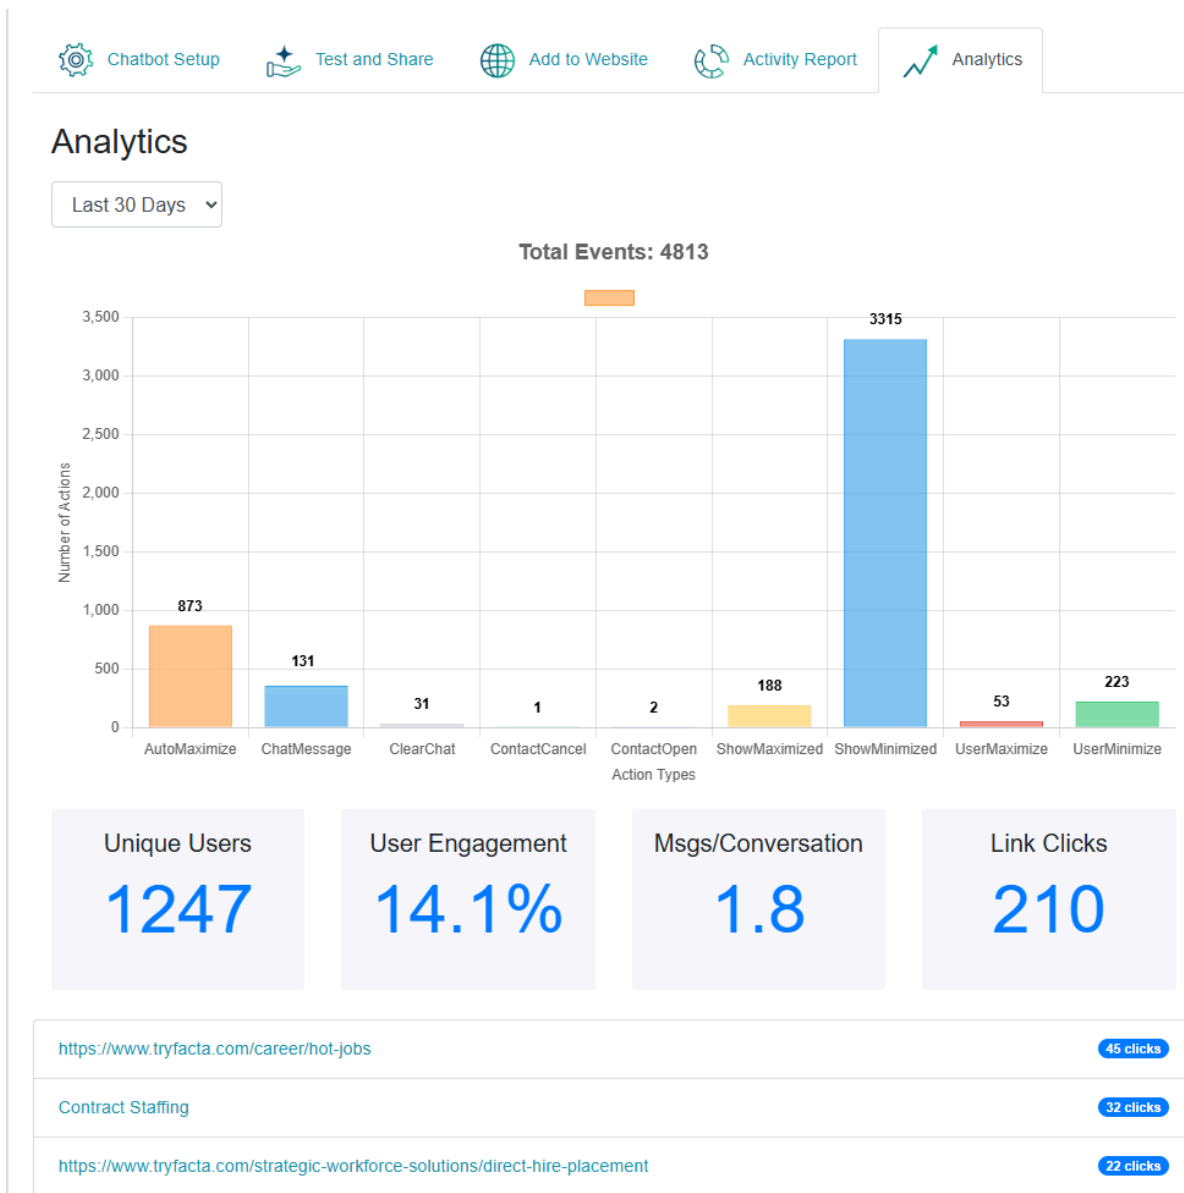 Chatbot Setup
Test and Share
Add to Website
Activity Report
Analytics
Analytics
Last 30 Days
Total Events: 4813
3,500
3,000
2,500
2,000
1,500
1,000
500
0
Number of Actions
873
131
31
1
2
188
3315
53
223
AutoMaximize
ChatMessage
ClearChat
ContactCancel
ContactOpen
ShowMaximized
ShowMinimized
UserMaximize
UserMinimize
Action Types
Unique Users
1247
User Engagement
14.1%
Msgs/Conversation
1.8
Link Clicks
210
https://www.tryfacta.com/career/hot-jobs 45 clicks
Contract Staffing 32 clicks
https://www.tryfacta.com/strategic-workforce-solutions/direct-hire-placement 22 clicks